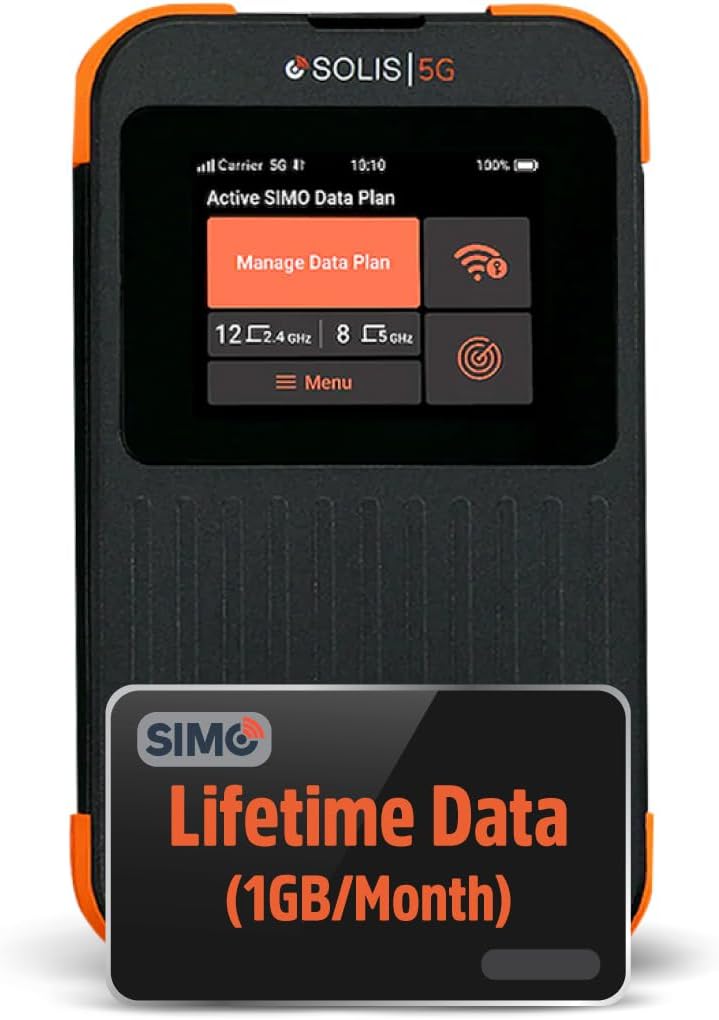 SOLIS|5G
Carrier 5G 10:10 100%
Active SIMO Data Plan
Manage Data Plan
12 2.4 GHz | 8 5 GHz
Menu
SIMO
Lifetime Data
(1GB/Month)